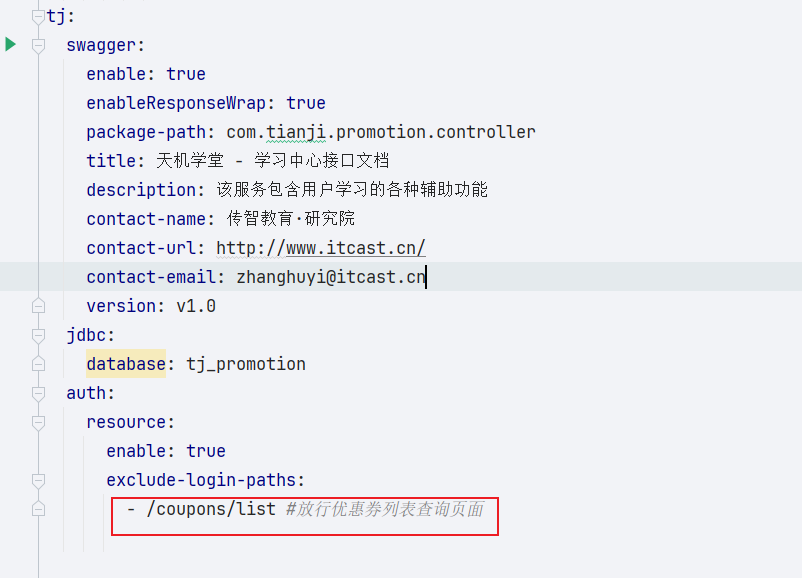 tj:
swagger:
enable: true
enableResponseWrap: true
package-path: com.tianji.promotion.controller
title: 天机学堂 - 学习中心接口文档
description: 该服务包含用户学习的各种辅助功能
contact-name: 传智教育·研究院
contact-url: http://www.itcast.cn/
contact-email: zhanghuyi@itcast.cn
version: v1.0
jdbc:
database: tj_promotion
auth:
resource:
enable: true
exclude-login-paths:
- /coupons/list #放行优惠券列表查询页面